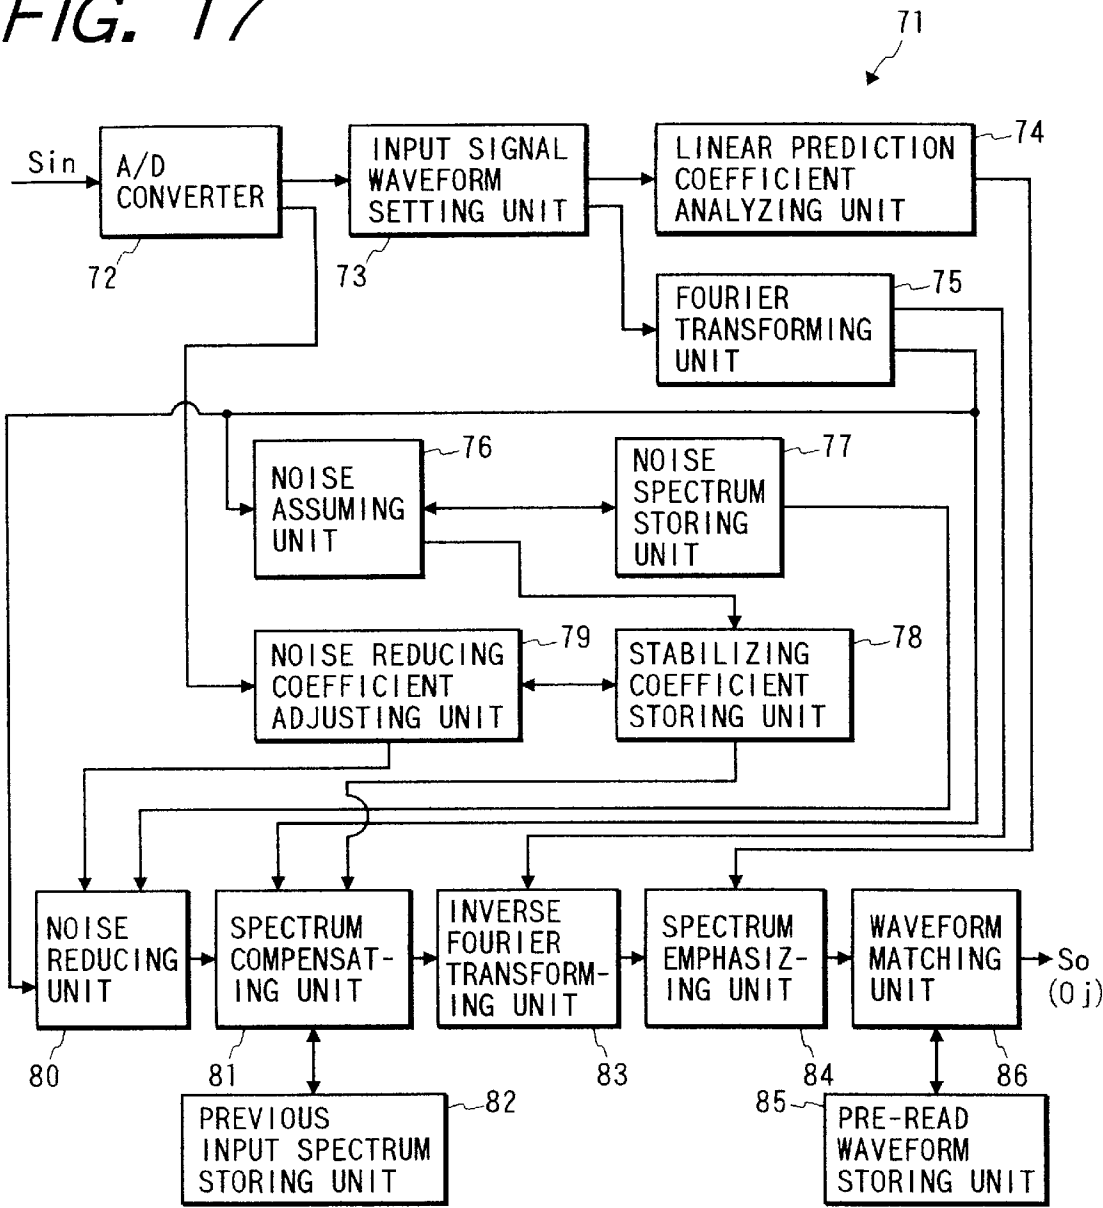 FIG. 17
71
Sin
A/D
CONVERTER
72
INPUT SIGNAL
WAVEFORM
SETTING UNIT
73
LINEAR PREDICTION
COEFFICIENT
ANALYZING UNIT
74
FOURIER
TRANSFORMING
UNIT
75
NOISE
ASSUMING
UNIT
76
NOISE
SPECTRUM
STORING
UNIT
77
NOISE REDUCING
COEFFICIENT
ADJUSTING UNIT
79
STABILIZING
COEFFICIENT
STORING UNIT
78
NOISE
REDUCING
UNIT
80
SPECTRUM
COMPENSAT-
ING UNIT
81
INVERSE
FOURIER
TRANSFORM-
ING UNIT
83
SPECTRUM
EMPHASIZ-
ING UNIT
84
WAVEFORM
MATCHING
UNIT
86
So
(Oj)
PREVIOUS
INPUT SPECTRUM
STORING UNIT
82
85
PRE-READ
WAVEFORM
STORING UNIT